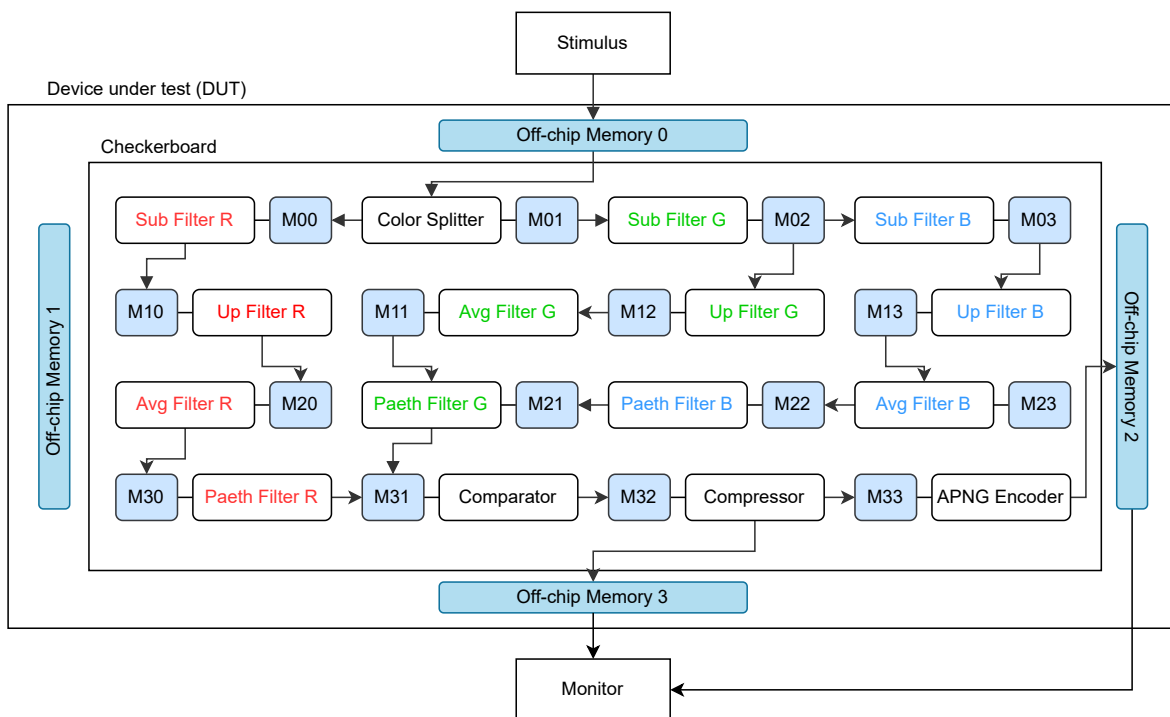 Stimulus
Device under test (DUT)
Off-chip Memory 0
Checkerboard
Sub Filter R
M00
Color Splitter
M01
Sub Filter G
M02
Sub Filter B
M03
M10
Up Filter R
M11
Avg Filter G
M12
Up Filter G
M13
Up Filter B
Off-chip Memory 1
Off-chip Memory 2
Avg Filter R
M20
Paeth Filter G
M21
Paeth Filter B
M22
Avg Filter B
M23
M30
Paeth Filter R
M31
Comparator
M32
Compressor
M33
APNG Encoder
Off-chip Memory 3
Monitor